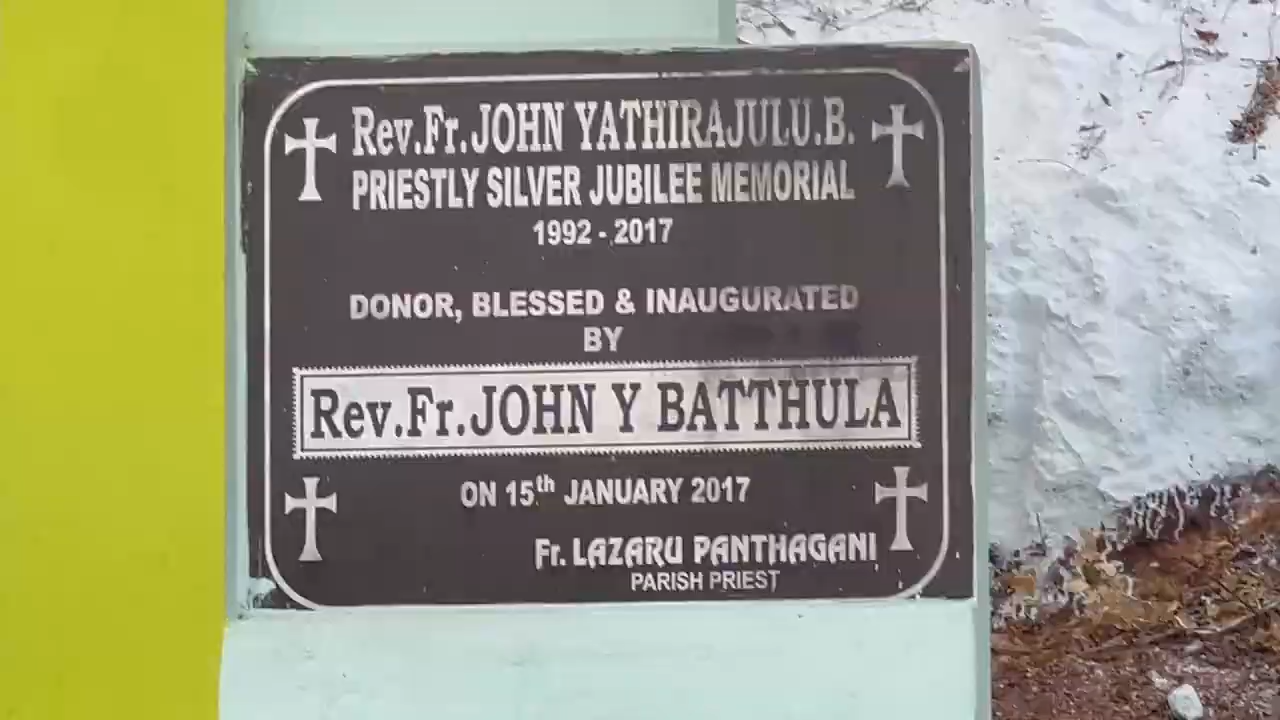 Rev.Fr.JOHN YATHIRAJULU.B.
PRIESTLY SILVER JUBILEE MEMORIAL
1992 - 2017
DONOR, BLESSED & INAUGURATED
BY
Rev.Fr.JOHN Y BATTHULA
ON 15th JANUARY 2017
Fr. LAZARU PANTHAGANI
PARISH PRIEST